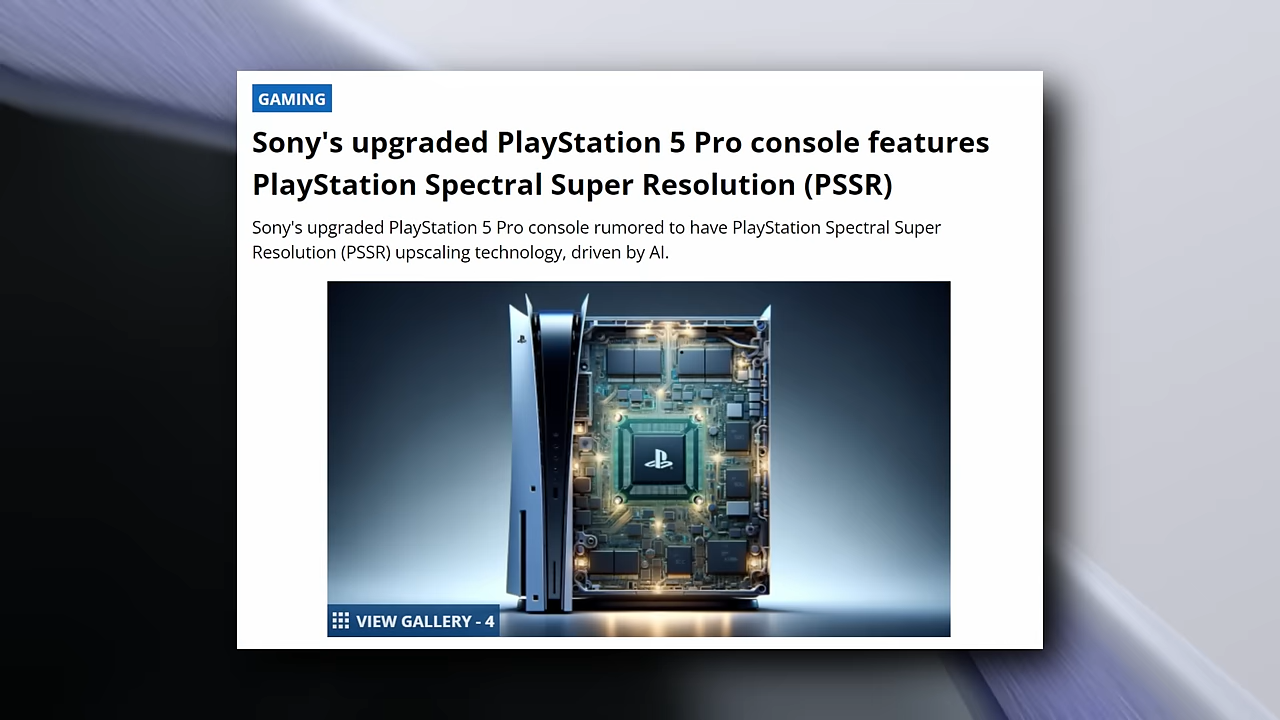 GAMING
Sony's upgraded PlayStation 5 Pro console features
PlayStation Spectral Super Resolution (PSSR)
Sony's upgraded PlayStation 5 Pro console rumored to have PlayStation Spectral Super
Resolution (PSSR) upscaling technology, driven by AI.
VIEW GALLERY - 4